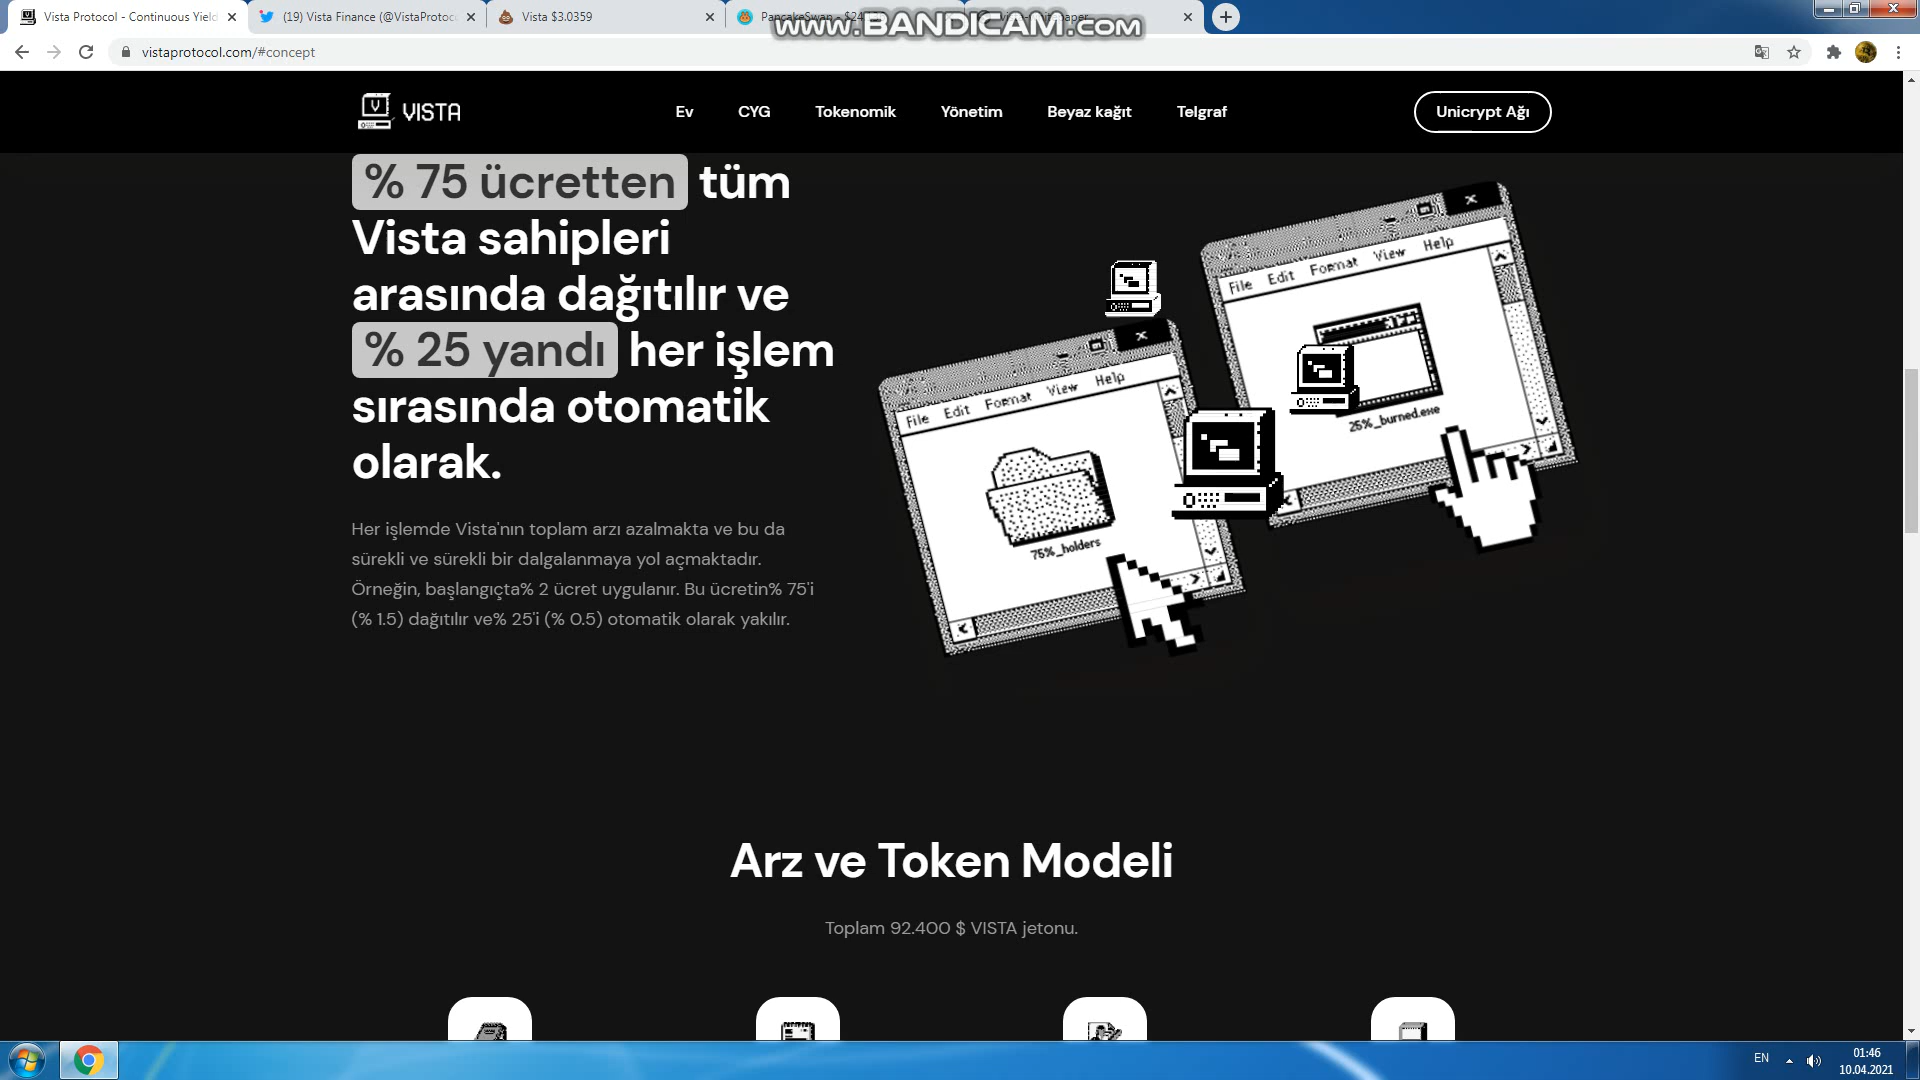 Vista Protocol - Continuous Yield
(19) Vista Finance (@VistaProtoco
Vista $3.0359
PancakeSwap - $24
www.BANDICAM.com
vistaprotocol.com/#concept
VISTA
Ev
CYG
Tokenomik
Yönetim
Beyaz kağıt
Telgraf
Unicrypt Ağı
% 75 ücretten tüm
Vista sahipleri
arasında dağıtılır ve
% 25 yandı her işlem
sırasında otomatik
olarak.
Her işlemde Vista'nın toplam arzı azalmakta ve bu da
sürekli ve sürekli bir dalgalanmaya yol açmaktadır.
Örneğin, başlangıçta% 2 ücret uygulanır. Bu ücretin% 75'i
(% 1.5) dağıtılır ve% 25'i (% 0.5) otomatik olarak yakılır.
File Edit Format View Help
25%_burned.exe
File Edit Format View Help
75%_holders
Arz ve Token Modeli
Toplam 92.400 $ VISTA jetonu.
EN
01:46
10.04.2021